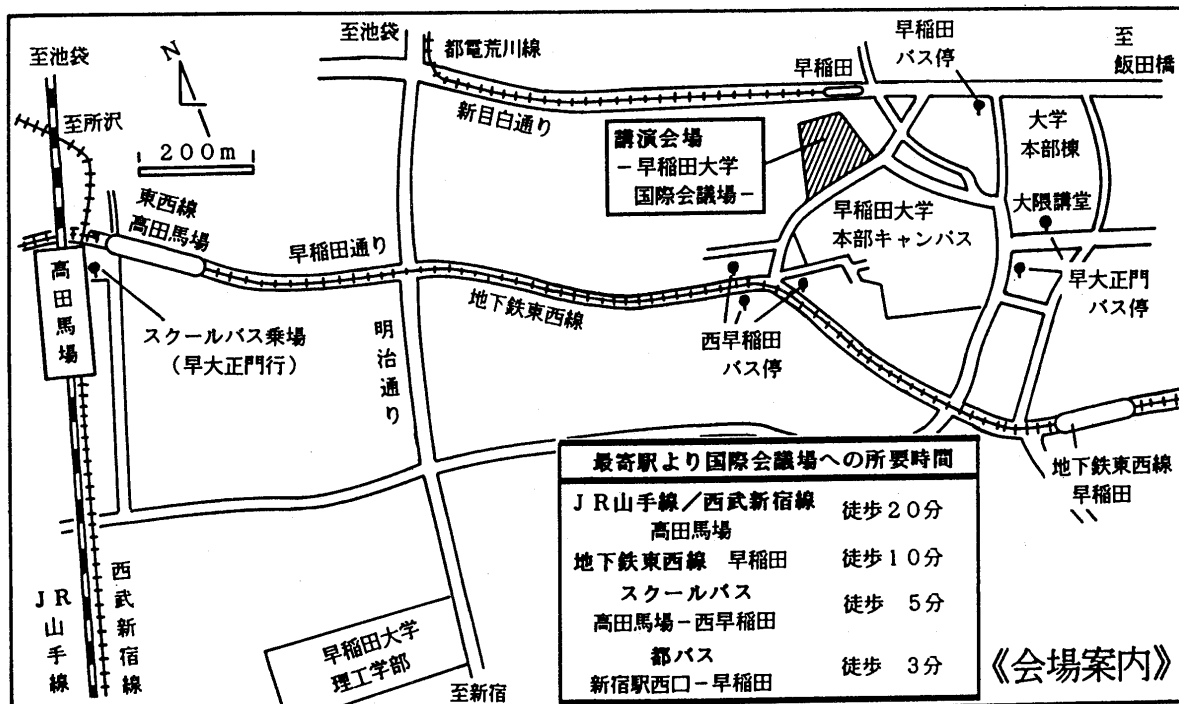 至池袋
N
至所沢
200m
東西線
高田馬場
高田馬場
スクールバス乗場
(早大正門行)
早稲田通り
至池袋
都電荒川線
新目白通り
早稲田
早稲田
バス停
至
飯田橋
講演会場
-早稲田大学
国際会議場-
大学
本部棟
大隈講堂
早稲田大学
本部キャンパス
早大正門
バス停
地下鉄東西線
西早稲田
バス停
明治通り
地下鉄東西線
早稲田
JR山手線
西武新宿線
早稲田大学
理工学部
至新宿
最寄駅より国際会議場への所要時間
JR山手線/西武新宿線
高田馬場 徒歩20分
地下鉄東西線 早稲田 徒歩10分
スクールバス
高田馬場-西早稲田 徒歩 5分
都バス
新宿駅西口-早稲田 徒歩 3分
《会場案内》